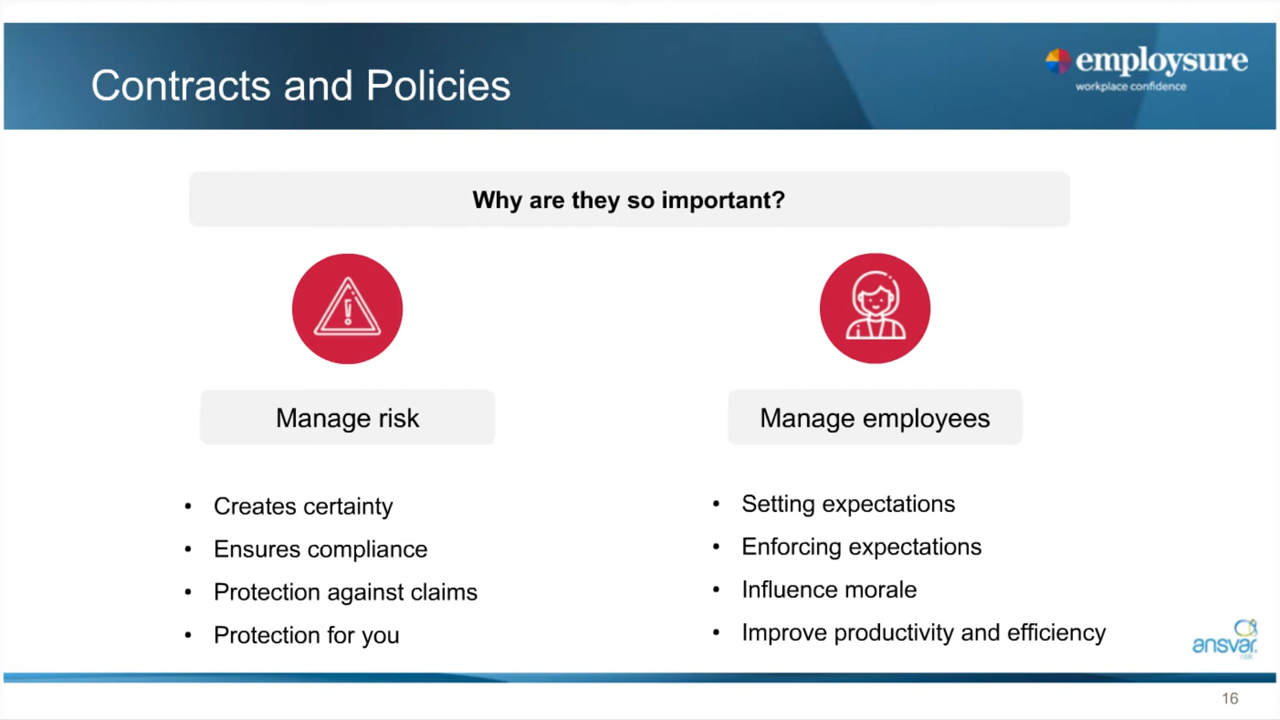 Contracts and Policies
employsure
workplace confidence
Why are they so important?
Manage risk
• Creates certainty
• Ensures compliance
• Protection against claims
• Protection for you
Manage employees
• Setting expectations
• Enforcing expectations
• Influence morale
• Improve productivity and efficiency
ansvar
risk
16